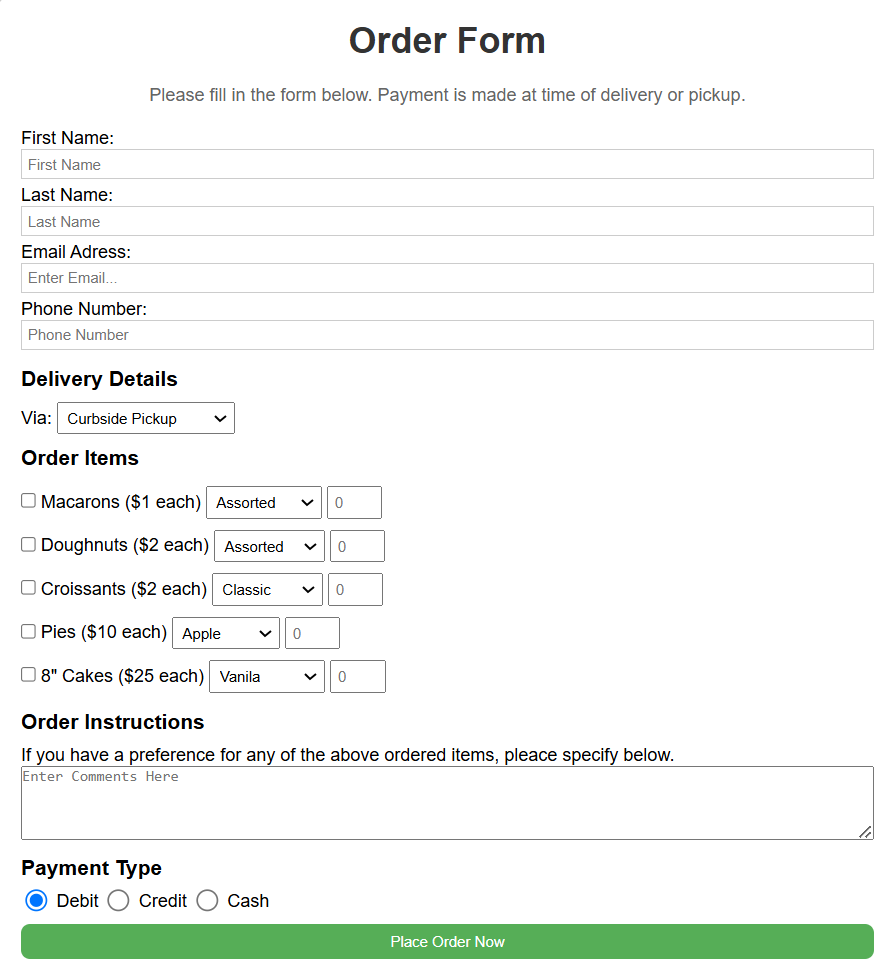 Order Form
Please fill in the form below. Payment is made at time of delivery or pickup.
First Name:
First Name
Last Name:
Last Name
Email Adress:
Enter Email...
Phone Number:
Phone Number
Delivery Details
Via: Curbside Pickup
Order Items
Macarons ($1 each) Assorted 0
Doughnuts ($2 each) Assorted 0
Croissants ($2 each) Classic 0
Pies ($10 each) Apple 0
8" Cakes ($25 each) Vanila 0
Order Instructions
If you have a preference for any of the above ordered items, pleace specify below.
Enter Comments Here
Payment Type
Debit Credit Cash
Place Order Now